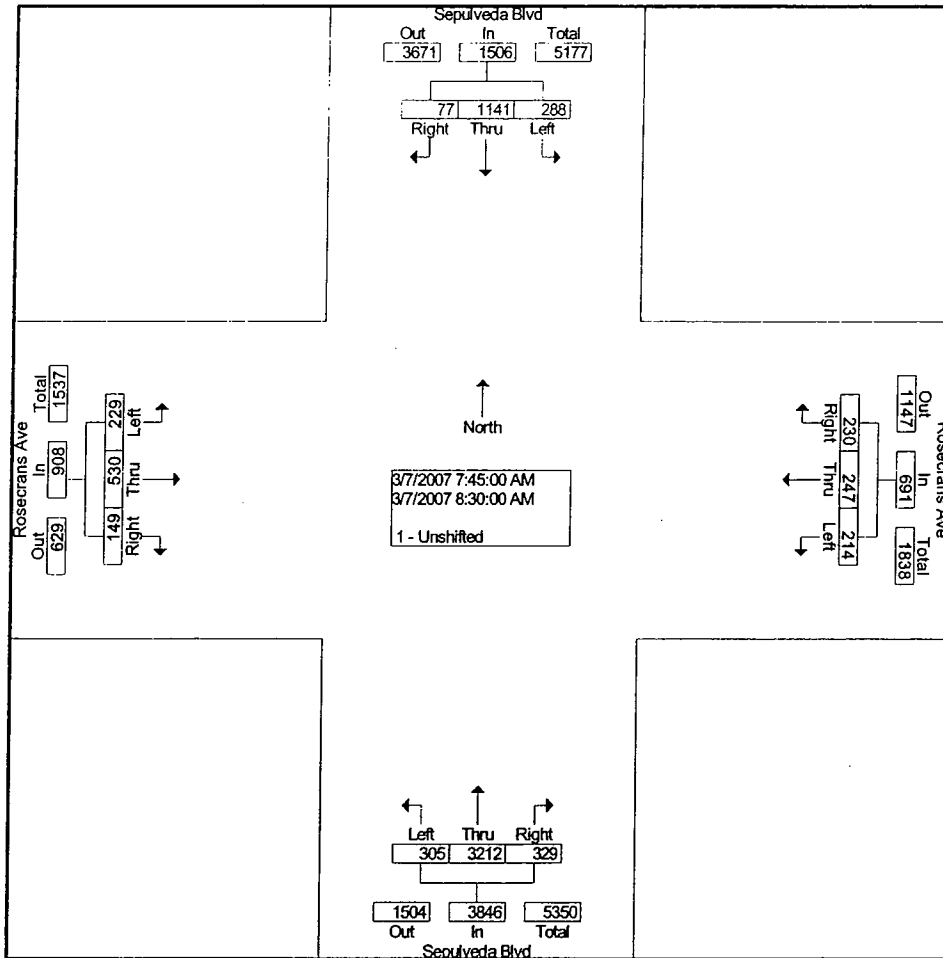 Sepulveda Blvd
Out In Total
3671 1506 5177
77 1141 288
Right Thru Left
Rosecrans Ave
Total In Out
1537 908 629
229 530 149
Left Thru Right
North
3/7/2007 7:45:00 AM
3/7/2007 8:30:00 AM
1 - Unshifted
Right Thru Left
230 247 214
1147 691 1838
Out In Total
Rosecrans Ave
Left Thru Right
305 3212 329
1504 3846 5350
Out In Total
Sepulveda Blvd